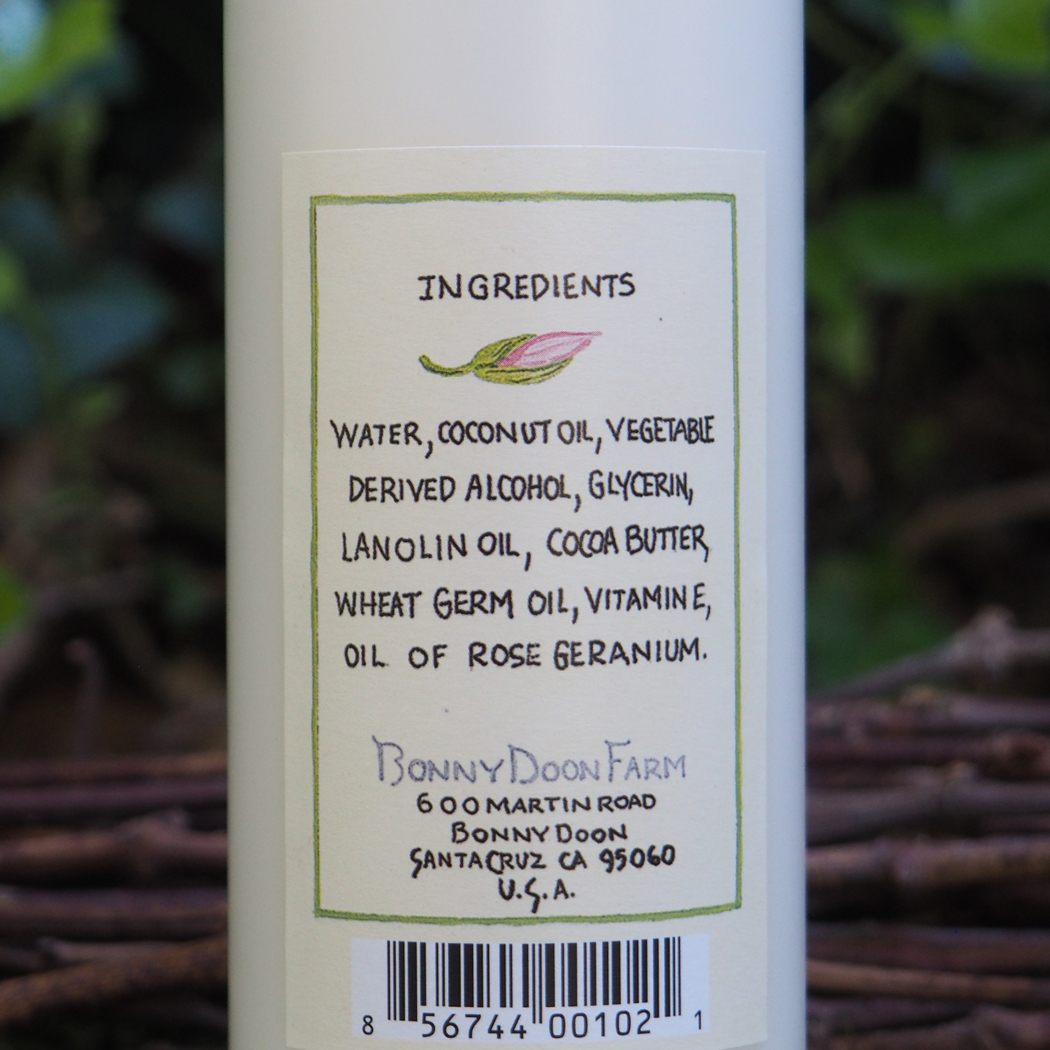 INGREDIENTS
WATER, COCONUT OIL, VEGETABLE
DERIVED ALCOHOL, GLYCERIN,
LANOLIN OIL, COCOA BUTTER,
WHEAT GERM OIL, VITAMIN E,
OIL OF ROSE GERANIUM.
BONNY DOON FARM
600 MARTIN ROAD
BONNY DOON
SANTA CRUZ CA 95060
U.S.A.
8 56744 00102 1